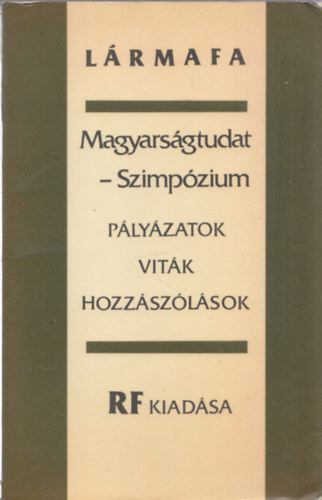 LÁRMAFA
Magyarságtudat
– Szimpózium
PÁLYÁZATOK
VITÁK
HOZZÁSZÓLÁSOK
RF KIADÁSA